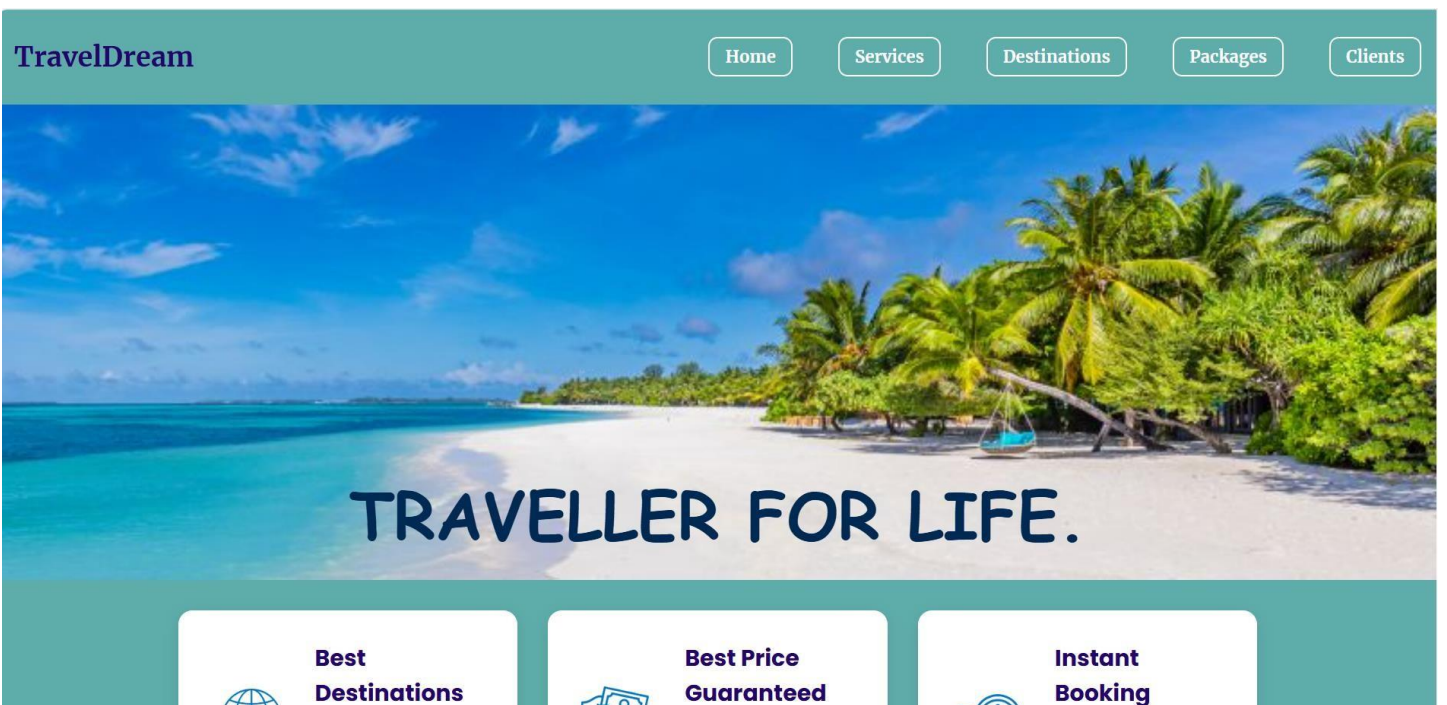 TravelDream
Home Services Destinations Packages Clients
TRAVELLER FOR LIFE.
Best
Destinations
Best Price
Guaranteed
Instant
Booking